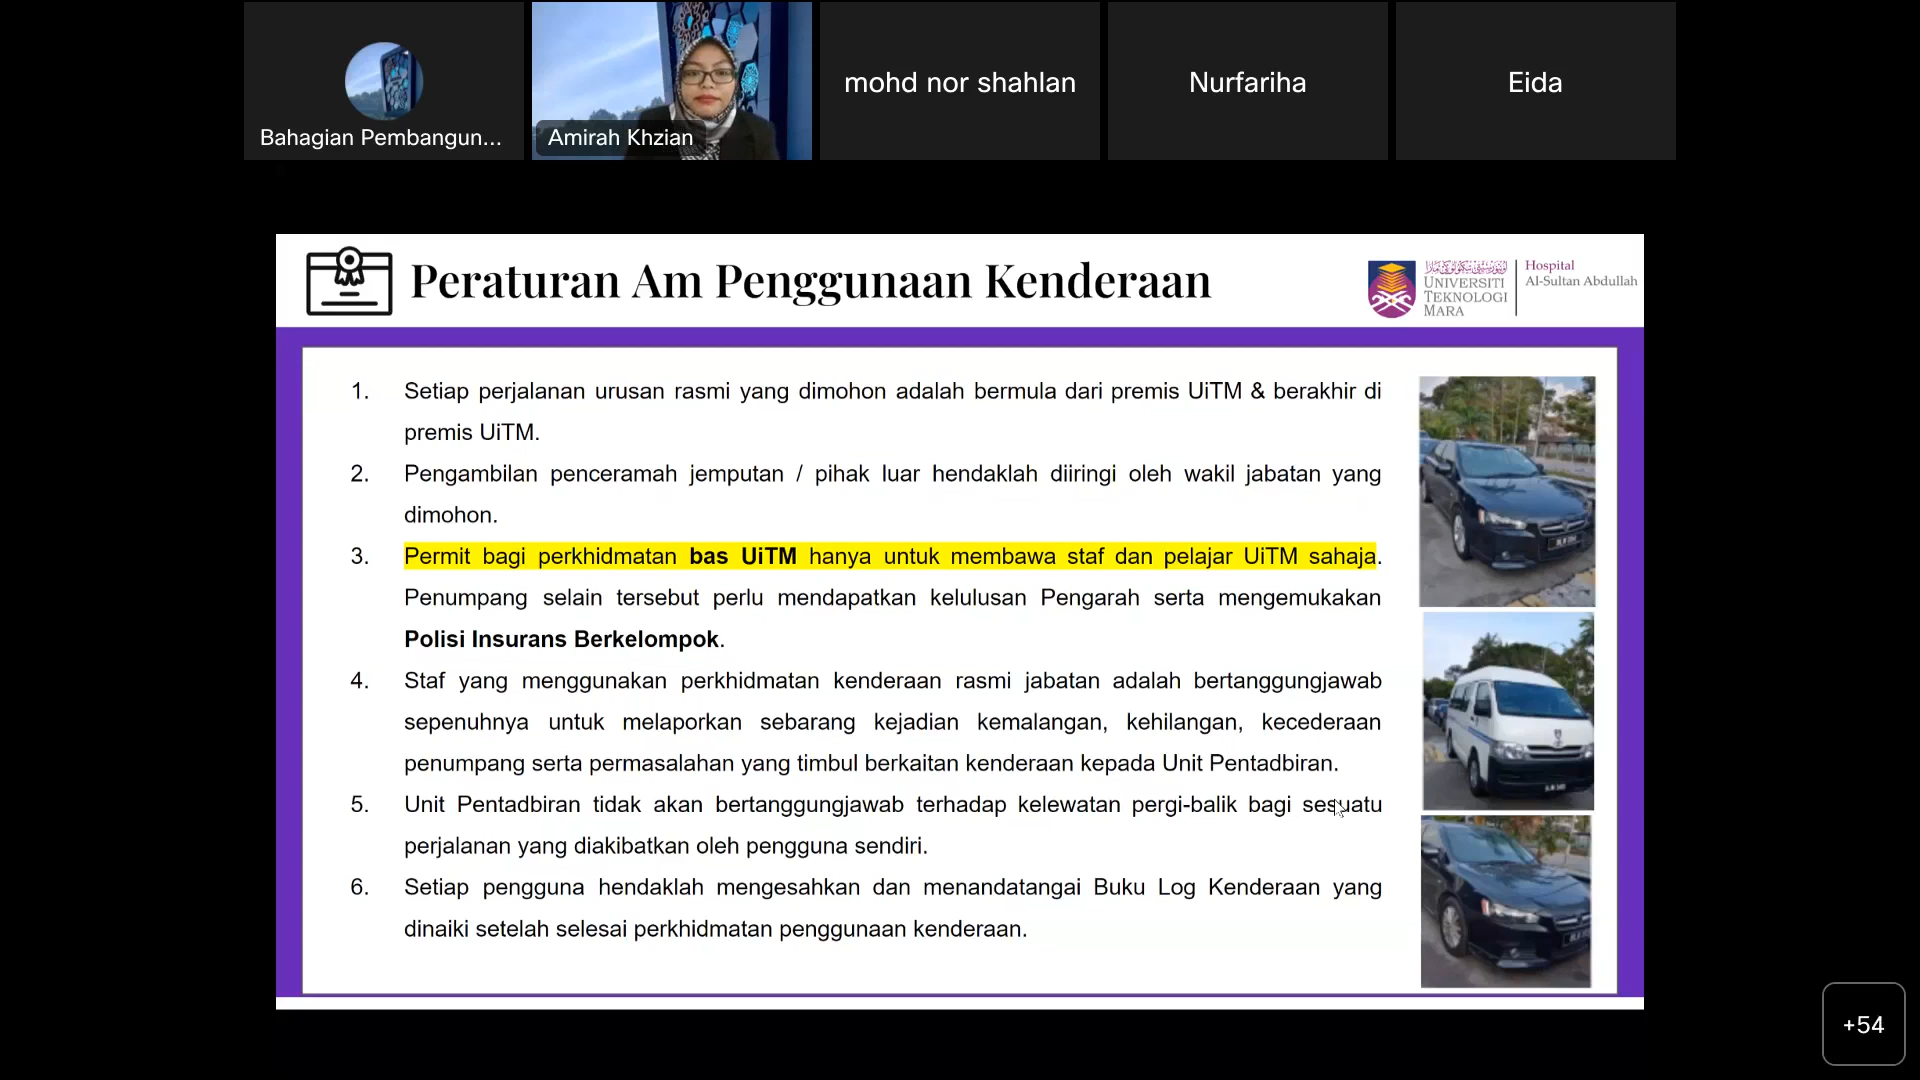 Bahagian Pembangun...
Amirah Khzian
mohd nor shahlan
Nurfariha
Eida
Peraturan Am Penggunaan Kenderaan
UNIVERSITI
TEKNOLOGI
MARA
Hospital
Al-Sultan Abdullah
1. Setiap perjalanan urusan rasmi yang dimohon adalah bermula dari premis UiTM & berakhir di
premis UiTM.
2. Pengambilan penceramah jemputan / pihak luar hendaklah diiringi oleh wakil jabatan yang
dimohon.
3. Permit bagi perkhidmatan bas UiTM hanya untuk membawa staf dan pelajar UiTM sahaja.
Penumpang selain tersebut perlu mendapatkan kelulusan Pengarah serta mengemukakan
Polisi Insurans Berkelompok.
4. Staf yang menggunakan perkhidmatan kenderaan rasmi jabatan adalah bertanggungjawab
sepenuhnya untuk melaporkan sebarang kejadian kemalangan, kehilangan, kecederaan
penumpang serta permasalahan yang timbul berkaitan kenderaan kepada Unit Pentadbiran.
5. Unit Pentadbiran tidak akan bertanggungjawab terhadap kelewatan pergi-balik bagi sesuatu
perjalanan yang diakibatkan oleh pengguna sendiri.
6. Setiap pengguna hendaklah mengesahkan dan menandatangai Buku Log Kenderaan yang
dinaiki setelah selesai perkhidmatan penggunaan kenderaan.
+54